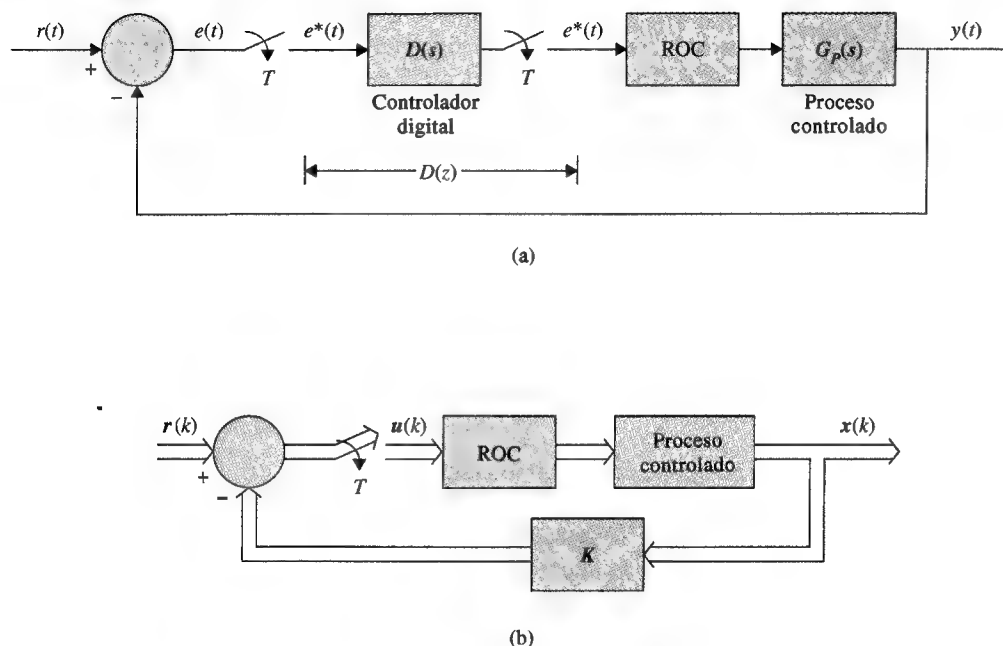 r(t) e(t) e*(t) D(s) e*(t) ROC G_P(s) y(t)
+ T T
− Controlador digital Proceso controlado
D(z)
(a)
r(k) u(k) ROC Proceso controlado x(k)
+ T
−
K
(b)